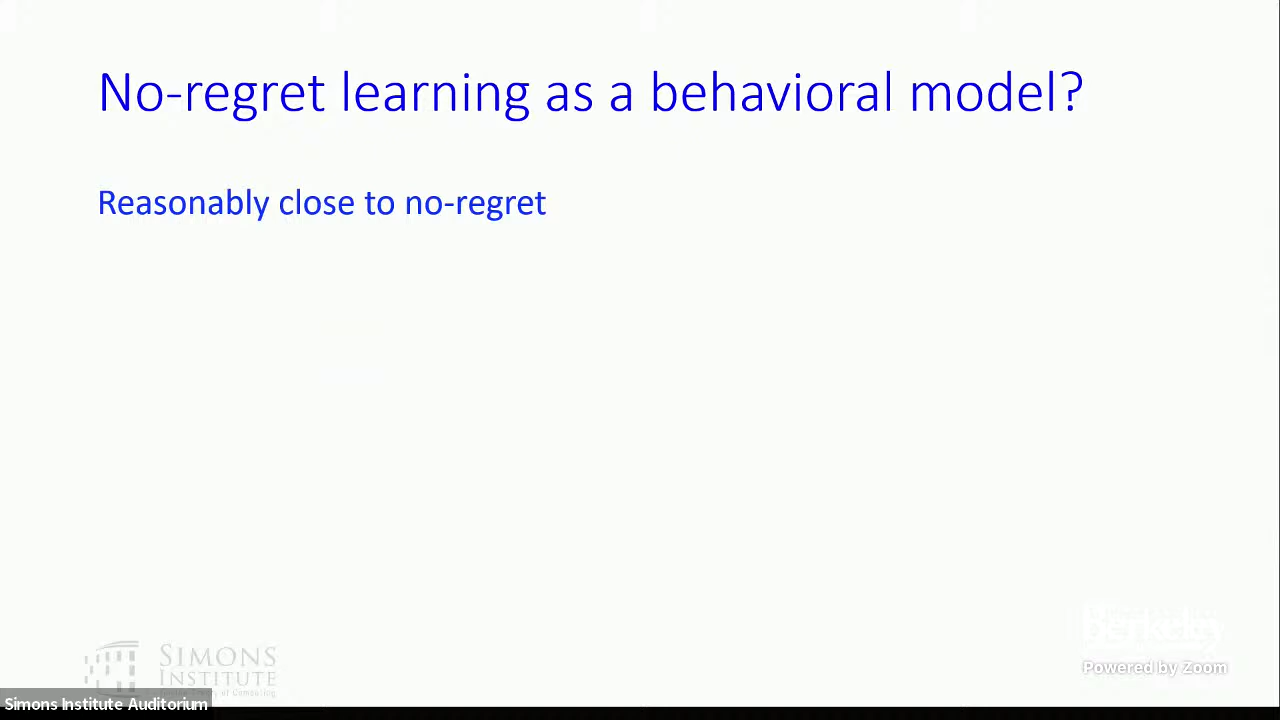 No-regret learning as a behavioral model?
Reasonably close to no-regret
SIMONS
INSTITUTE
Berkeley
Powered by Zoom
Simons Institute Auditorium